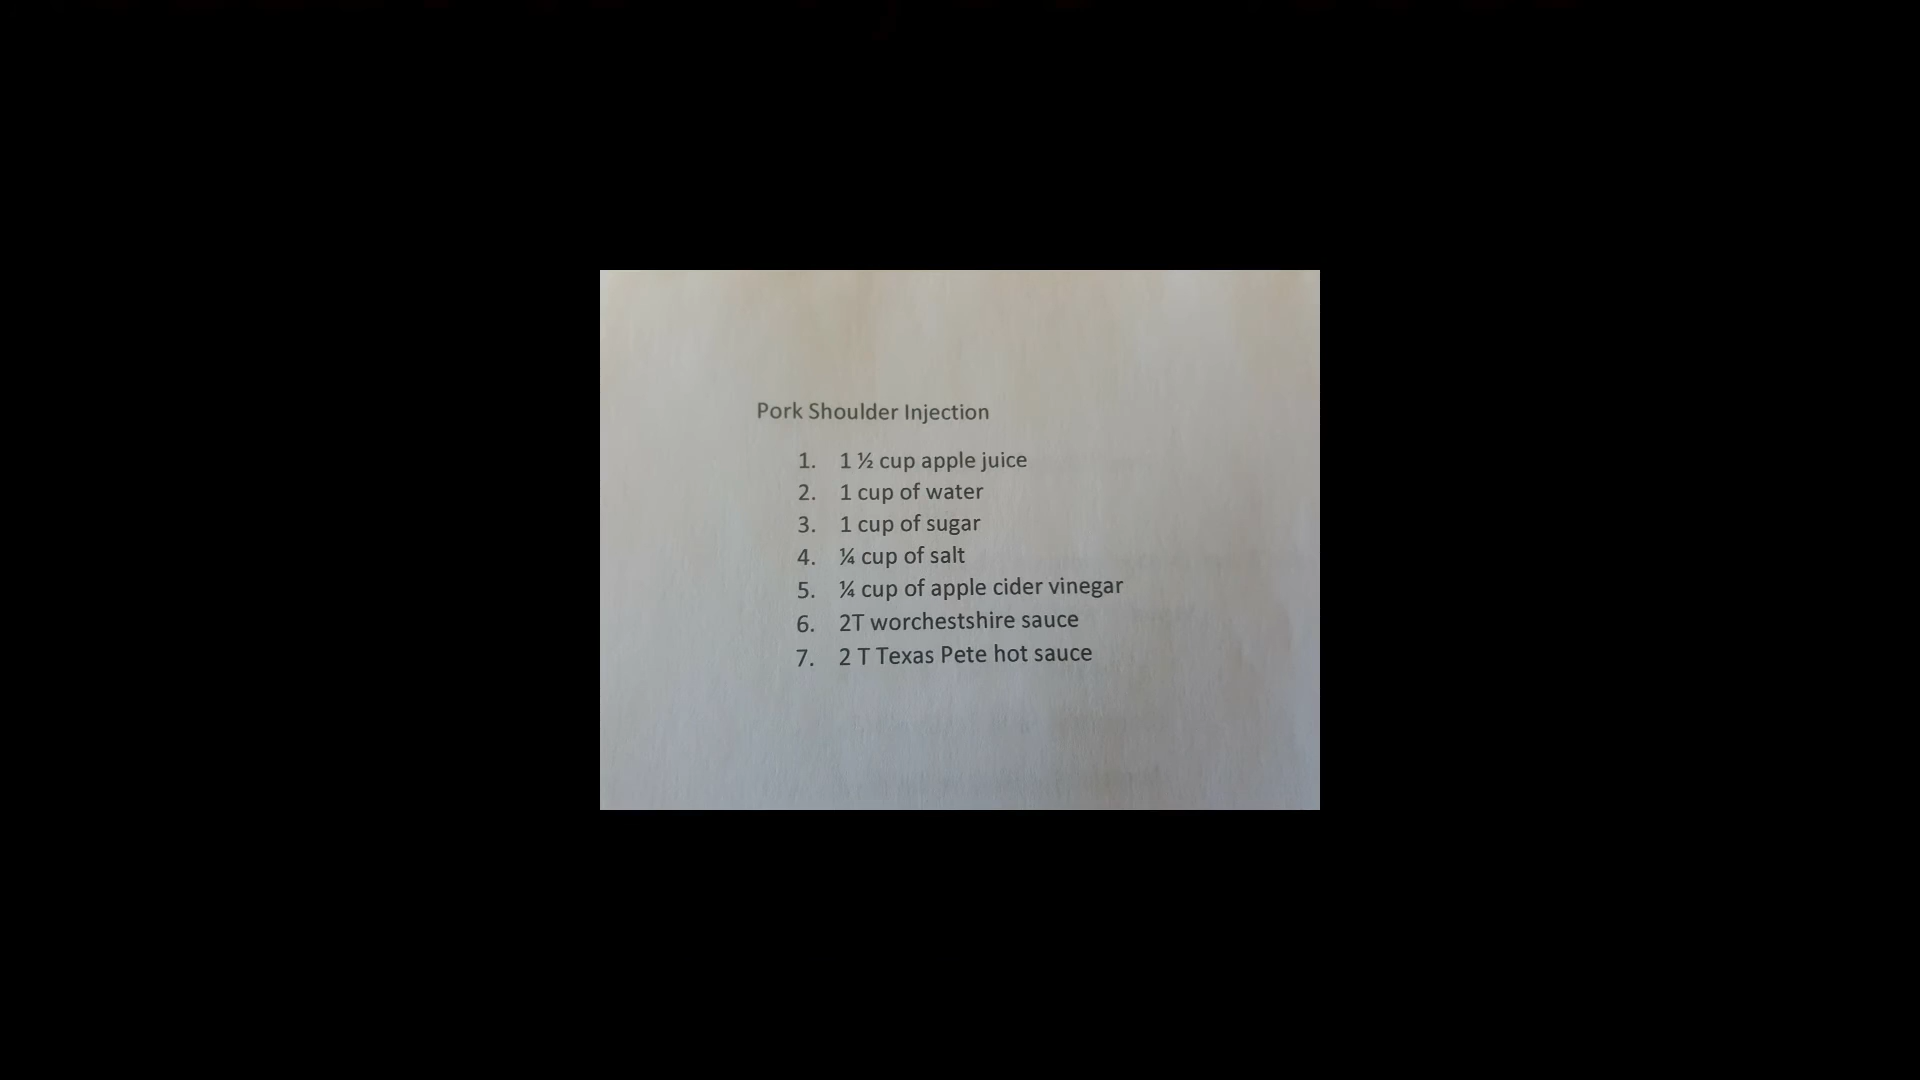 Pork Shoulder Injection
1. 1 ½ cup apple juice
2. 1 cup of water
3. 1 cup of sugar
4. ¼ cup of salt
5. ¼ cup of apple cider vinegar
6. 2T worchestshire sauce
7. 2 T Texas Pete hot sauce